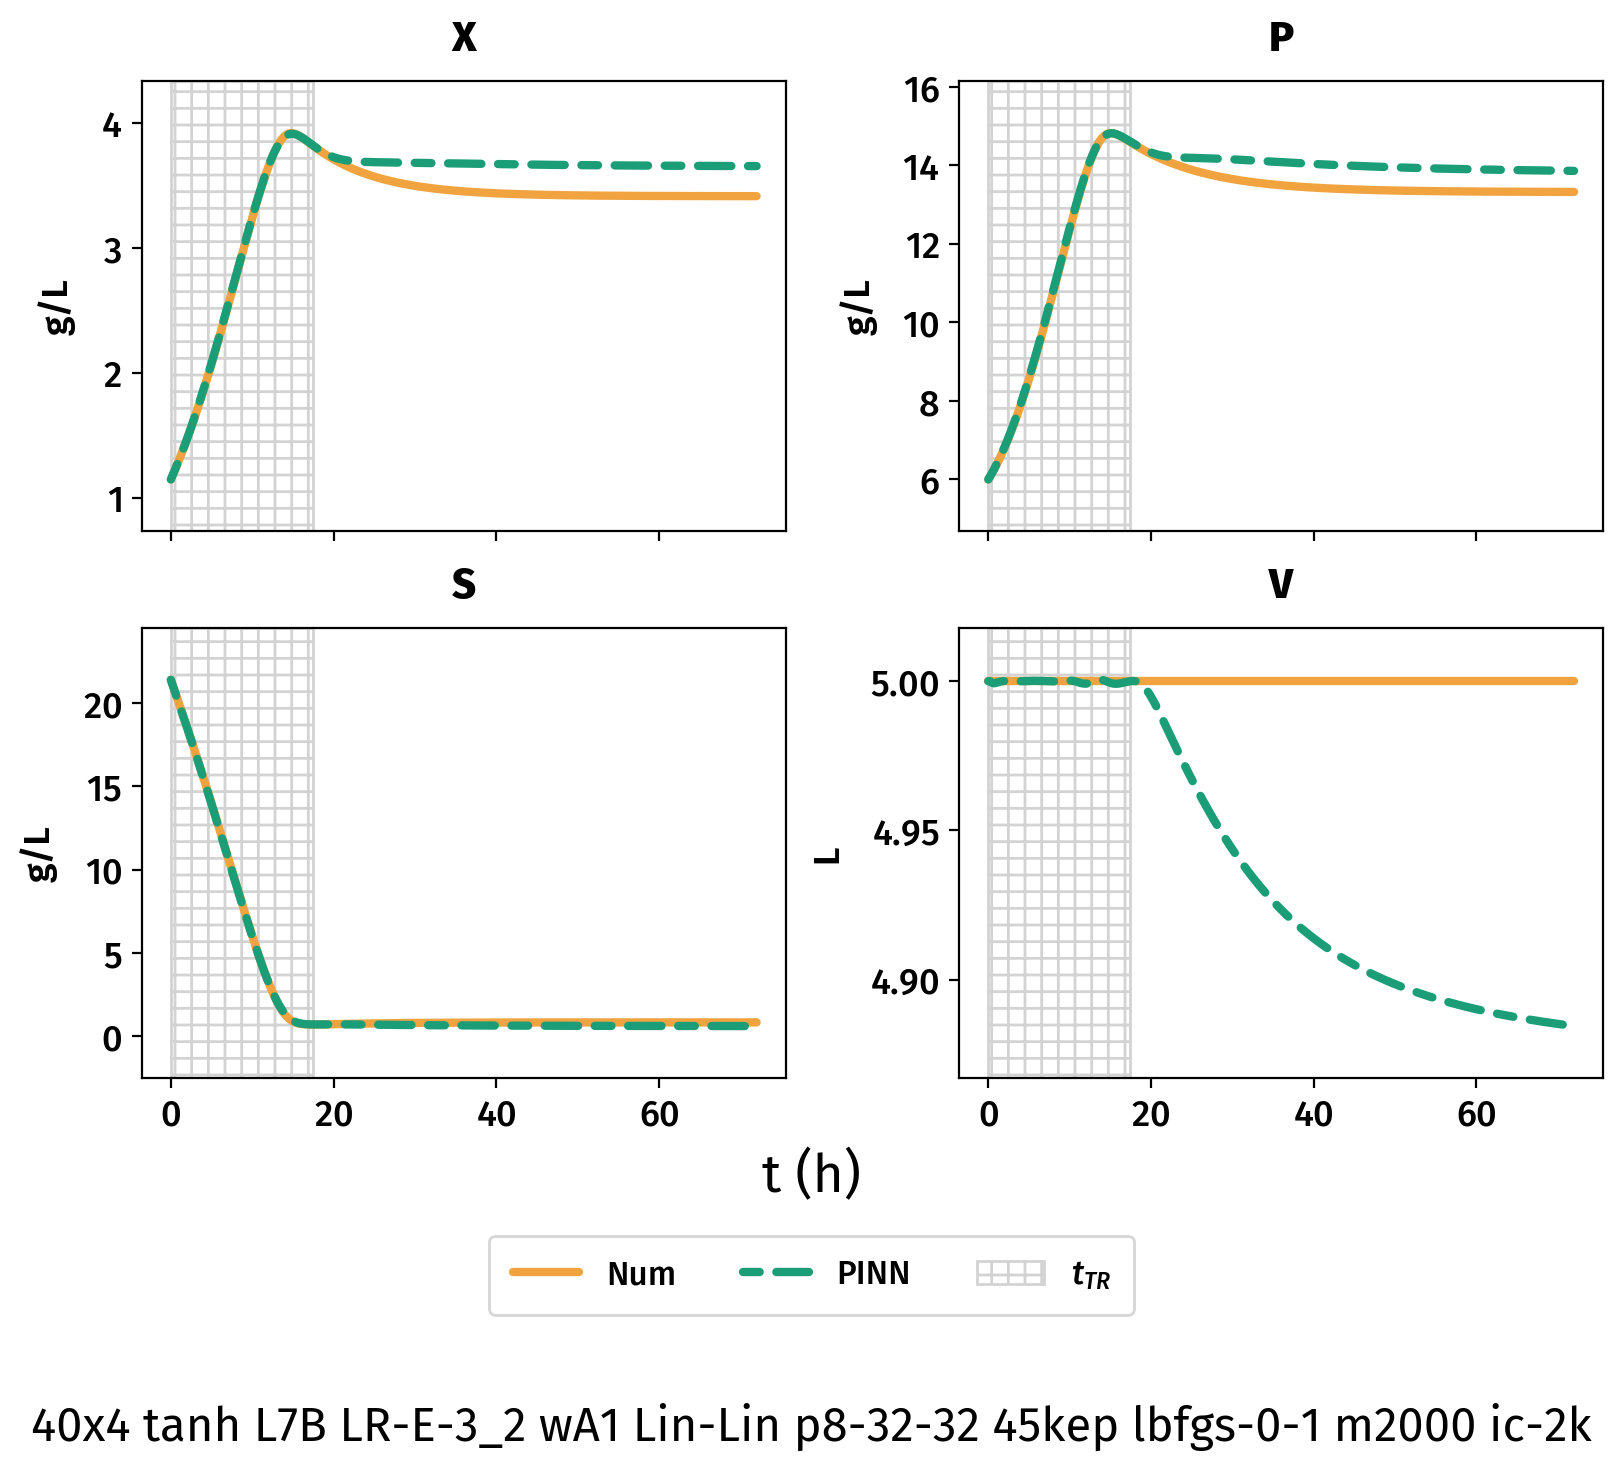 X
P
4
3
2
1
g/L
16
14
12
10
8
6
g/L
S
V
20
15
10
5
0
g/L
5.00
4.95
4.90
L
0 20 40 60
0 20 40 60
t (h)
Num PINN t_TR
40x4 tanh L7B LR-E-3_2 wA1 Lin-Lin p8-32-32 45kep lbfgs-0-1 m2000 ic-2k